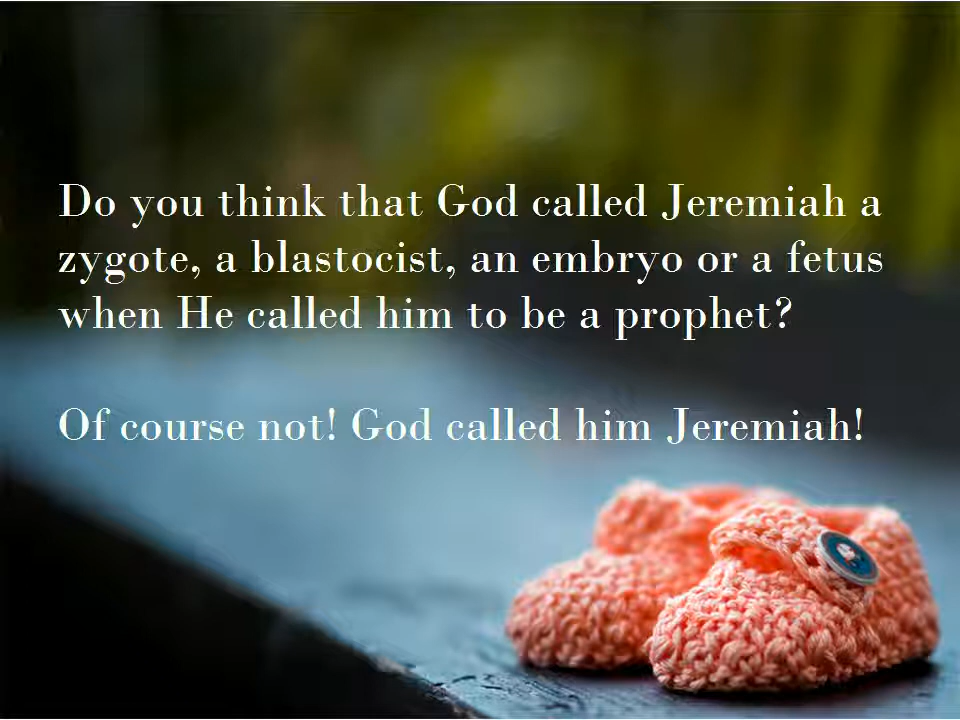 Do you think that God called Jeremiah a
zygote, a blastocist, an embryo or a fetus
when He called him to be a prophet?
Of course not! God called him Jeremiah!